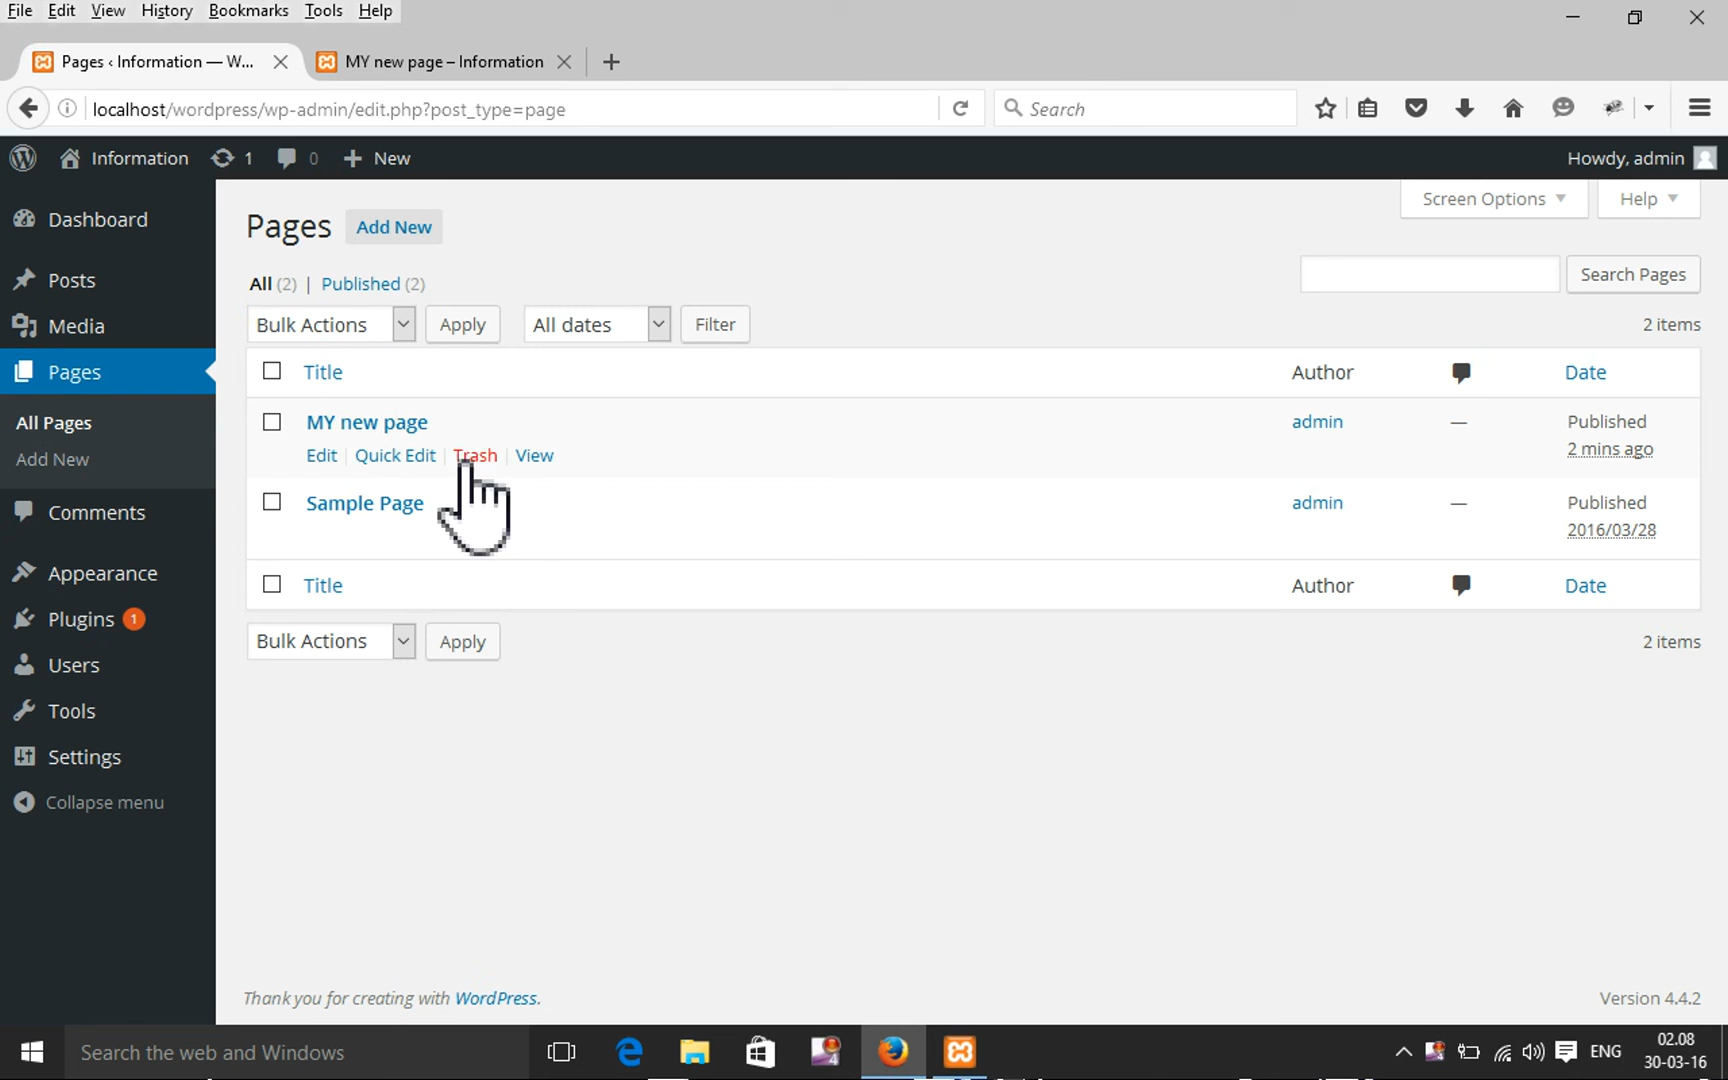 File Edit View History Bookmarks Tools Help
Pages ‹ Information — W...
MY new page – Information
localhost/wordpress/wp-admin/edit.php?post_type=page
Search
Information 1 0 New
Howdy, admin
Screen Options
Help
Dashboard
Posts
Media
Pages
All Pages
Add New
Comments
Appearance
Plugins 1
Users
Tools
Settings
Collapse menu
Pages Add New
All (2) | Published (2)
Search Pages
Bulk Actions Apply All dates Filter 2 items
Title Author Date
MY new page admin — Published
2 mins ago
Edit | Quick Edit | Trash | View
Sample Page admin — Published
2016/03/28
Title Author Date
Bulk Actions Apply 2 items
Thank you for creating with WordPress.
Version 4.4.2
Search the web and Windows
4
ENG
02.08
30-03-16